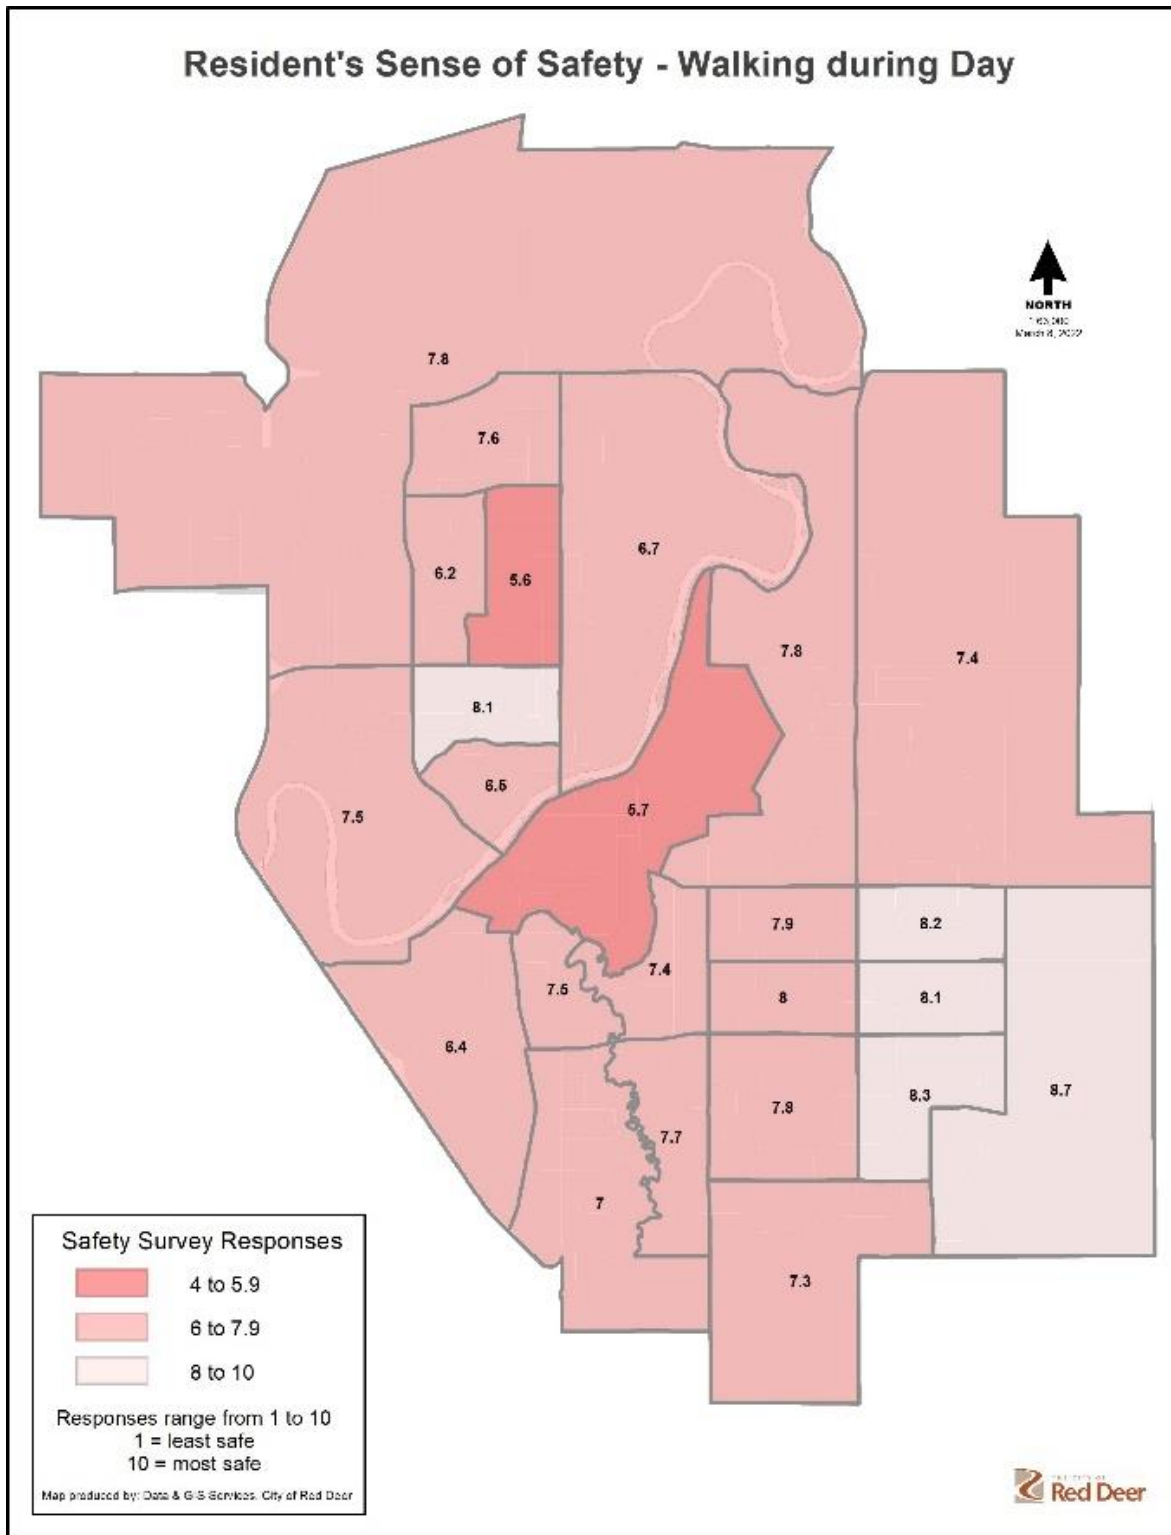 Resident's Sense of Safety - Walking during Day
NORTH
March 8, 2022
7.8
7.6
6.2
5.6
6.7
7.8
7.4
8.1
6.5
7.5
5.7
7.9
8.2
7.4
7.5
8
8.1
6.4
8.3
8.7
7.9
7.7
7
7.3
Safety Survey Responses
4 to 5.9
6 to 7.9
8 to 10
Responses range from 1 to 10
1 = least safe
10 = most safe
Map produced by: Data & GIS Services, City of Red Deer
Red Deer